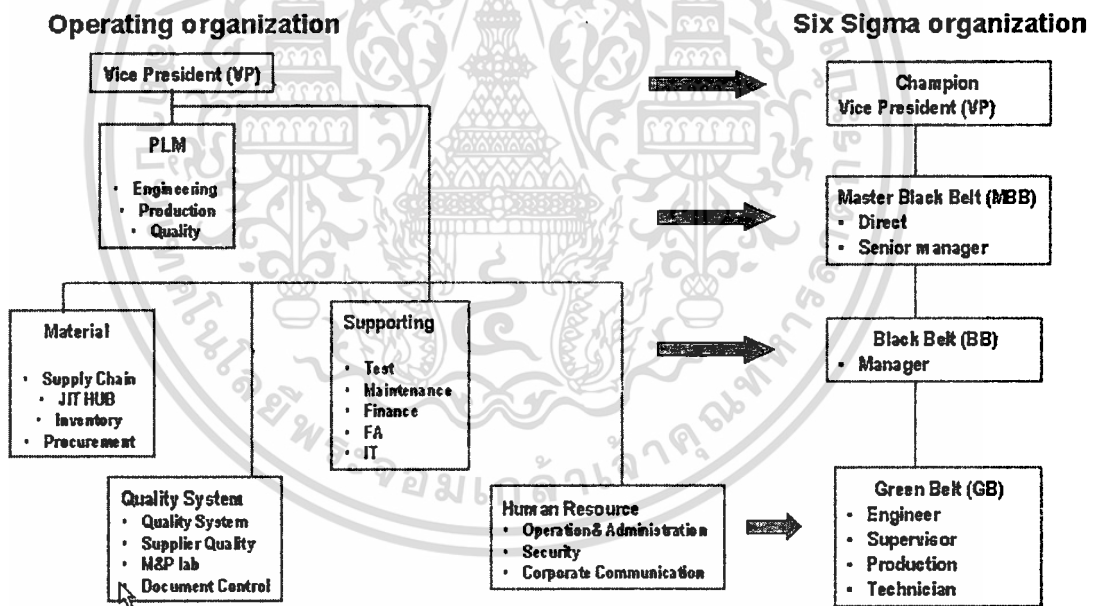 Operating organization
Six Sigma organization
Vice President (VP)
PLM
· Engineering
· Production
· Quality
Material
· Supply Chain
· JIT HUB
· Inventory
· Procurement
Supporting
· Test
· Maintenance
· Finance
· FA
· IT
Quality System
· Quality System
· Supplier Quality
· M&P lab
· Document Control
Human Resource
· Operation& Administration
· Security
· Corporate Communication
Champion
Vice President (VP)
Master Black Belt (MBB)
· Direct
· Senior manager
Black Belt (BB)
· Manager
Green Belt (GB)
· Engineer
· Supervisor
· Production
· Technician